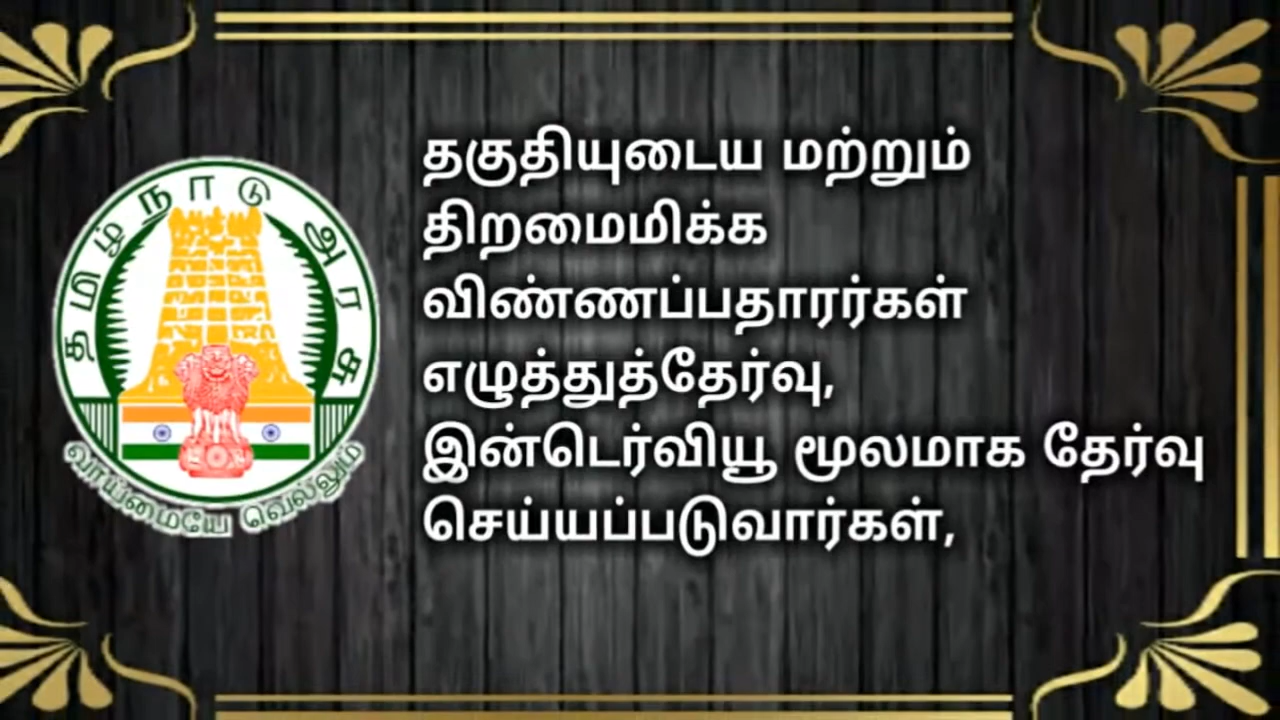 தமிழ்நாடு அரசு
வாய்மையே வெல்லும்
தகுதியுடைய மற்றும்
திறமைமிக்க
விண்ணப்பதாரர்கள்
எழுத்துத்தேர்வு,
இன்டெர்வியூ மூலமாக தேர்வு
செய்யப்படுவார்கள்,